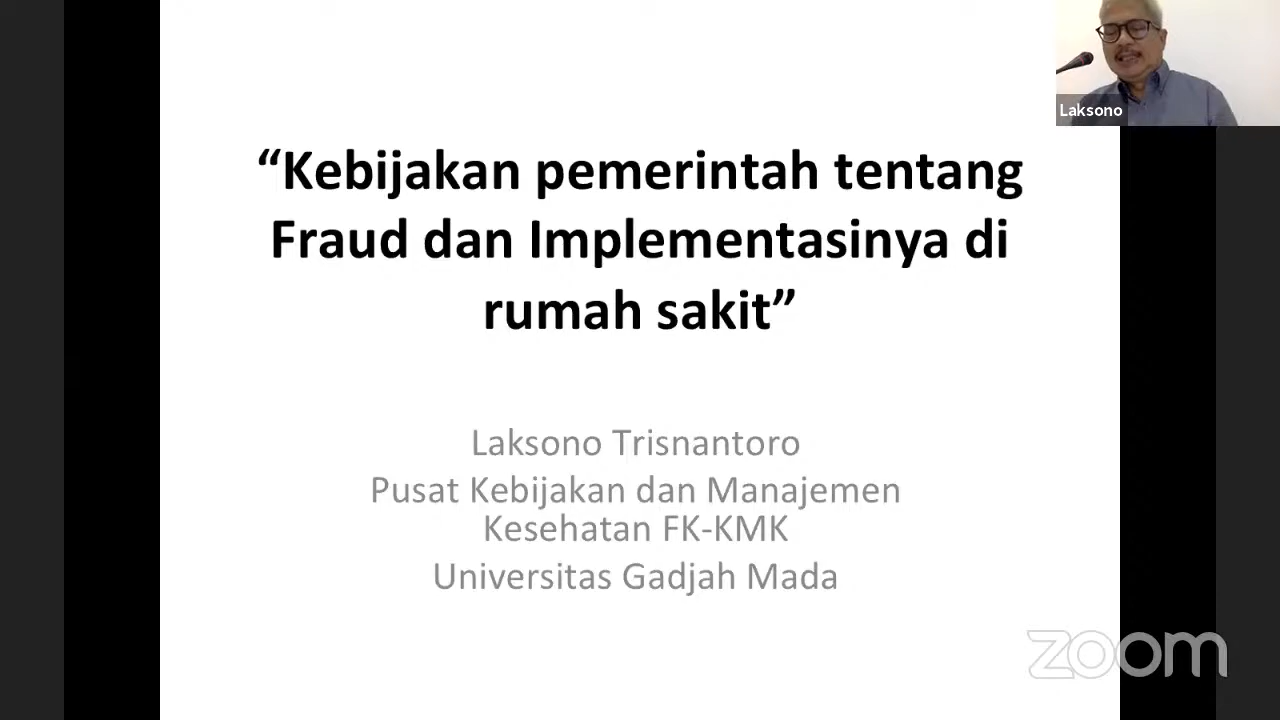 Laksono
“Kebijakan pemerintah tentang
Fraud dan Implementasinya di
rumah sakit”
Laksono Trisnantoro
Pusat Kebijakan dan Manajemen
Kesehatan FK-KMK
Universitas Gadjah Mada
zoom